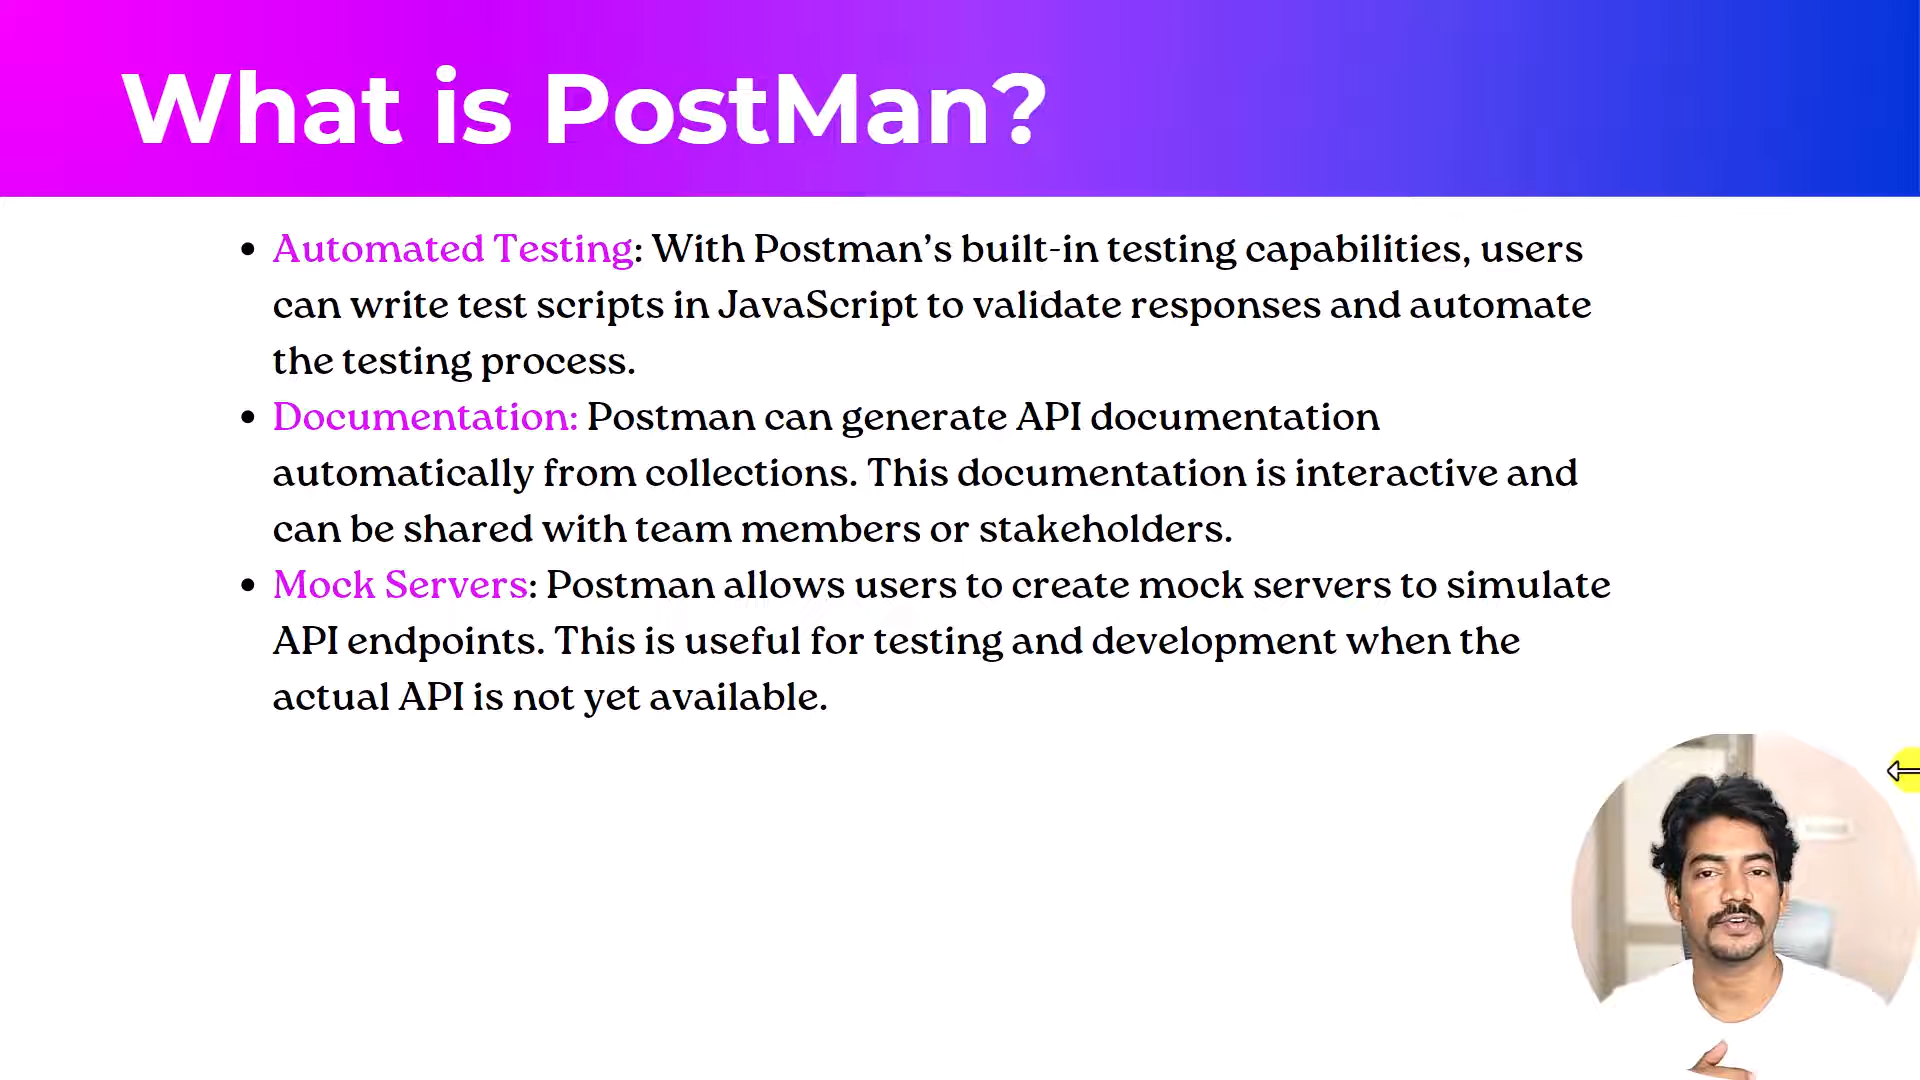 What is PostMan?
• Automated Testing: With Postman’s built-in testing capabilities, users
can write test scripts in JavaScript to validate responses and automate
the testing process.
• Documentation: Postman can generate API documentation
automatically from collections. This documentation is interactive and
can be shared with team members or stakeholders.
• Mock Servers: Postman allows users to create mock servers to simulate
API endpoints. This is useful for testing and development when the
actual API is not yet available.